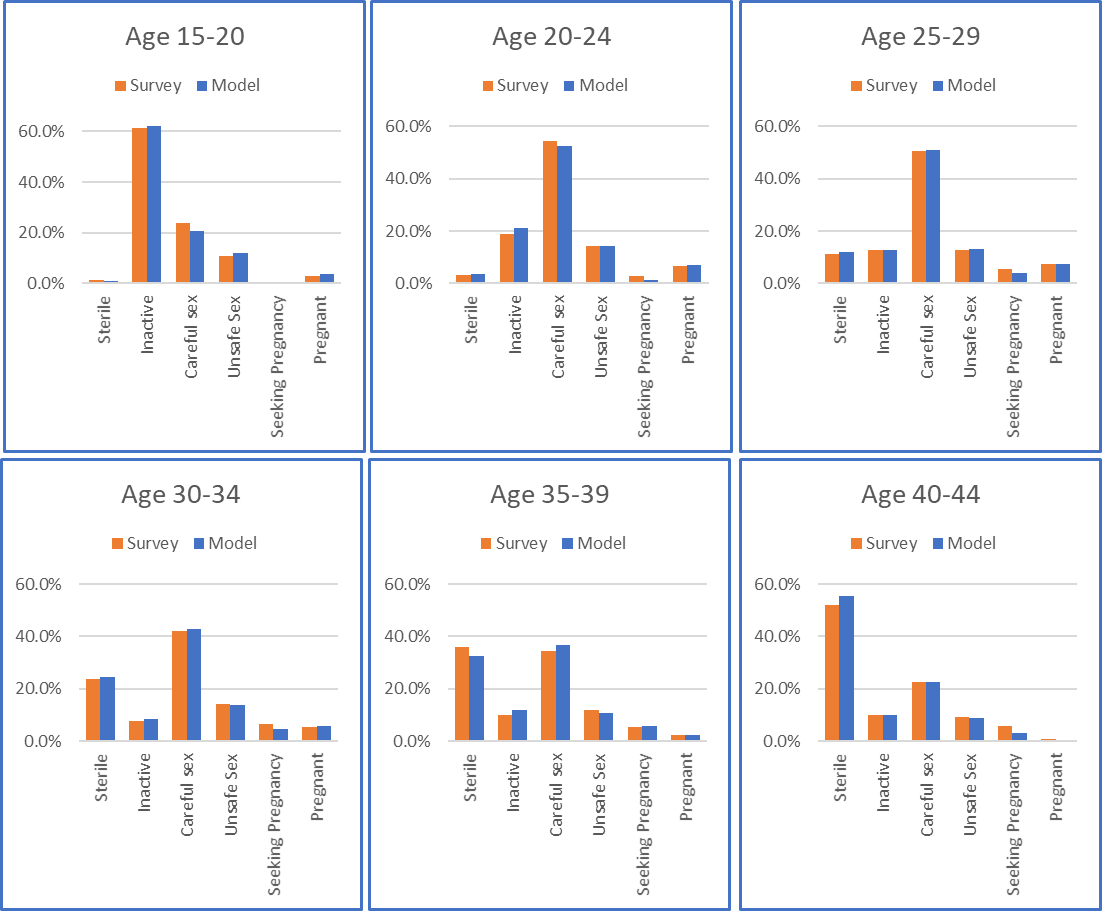 Age 15-20
Survey Model
60.0%
40.0%
20.0%
0.0%
Sterile
Inactive
Careful sex
Unsafe Sex
Seeking Pregnancy
Pregnant
Age 20-24
Survey Model
60.0%
40.0%
20.0%
0.0%
Sterile
Inactive
Careful sex
Unsafe Sex
Seeking Pregnancy
Pregnant
Age 25-29
Survey Model
60.0%
40.0%
20.0%
0.0%
Sterile
Inactive
Careful sex
Unsafe Sex
Seeking Pregnancy
Pregnant
Age 30-34
Survey Model
60.0%
40.0%
20.0%
0.0%
Sterile
Inactive
Careful sex
Unsafe Sex
Seeking Pregnancy
Pregnant
Age 35-39
Survey Model
60.0%
40.0%
20.0%
0.0%
Sterile
Inactive
Careful sex
Unsafe Sex
Seeking Pregnancy
Pregnant
Age 40-44
Survey Model
60.0%
40.0%
20.0%
0.0%
Sterile
Inactive
Careful sex
Unsafe Sex
Seeking Pregnancy
Pregnant